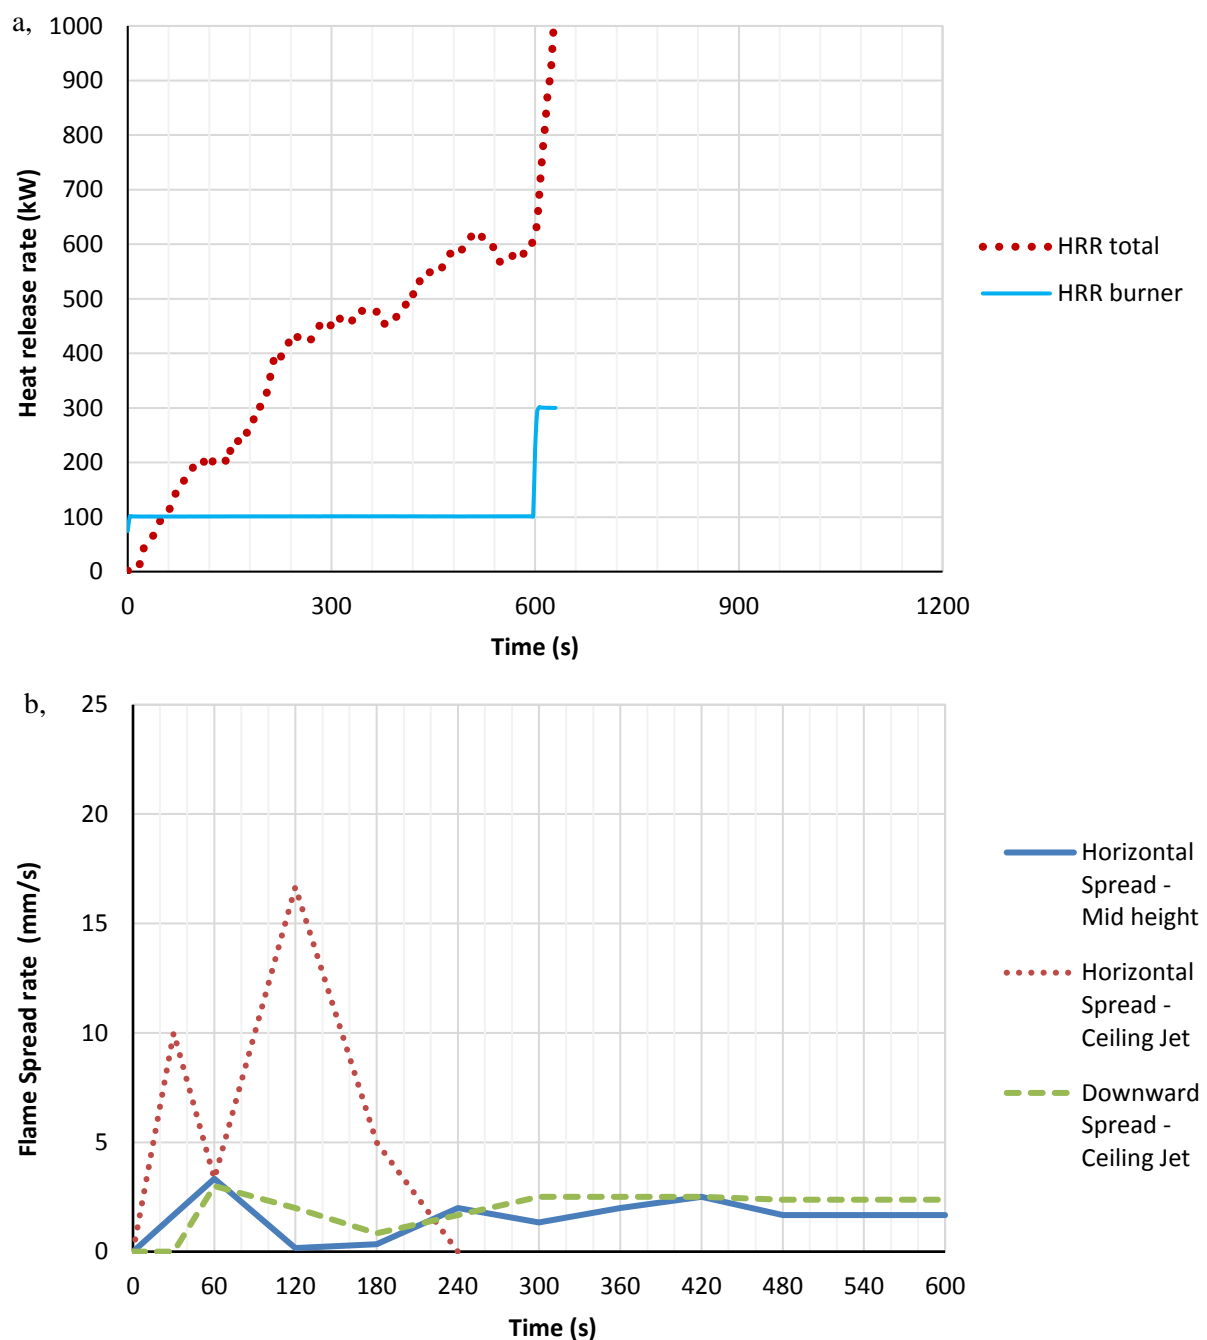 a,
1000
900
800
700
600
500
400
300
200
100
0
Heat release rate (kW)
0 300 600 900 1200
Time (s)
HRR total
HRR burner
b,
25
20
15
10
5
0
Flame Spread rate (mm/s)
0 60 120 180 240 300 360 420 480 540 600
Time (s)
Horizontal
Spread -
Mid height
Horizontal
Spread -
Ceiling Jet
Downward
Spread -
Ceiling Jet